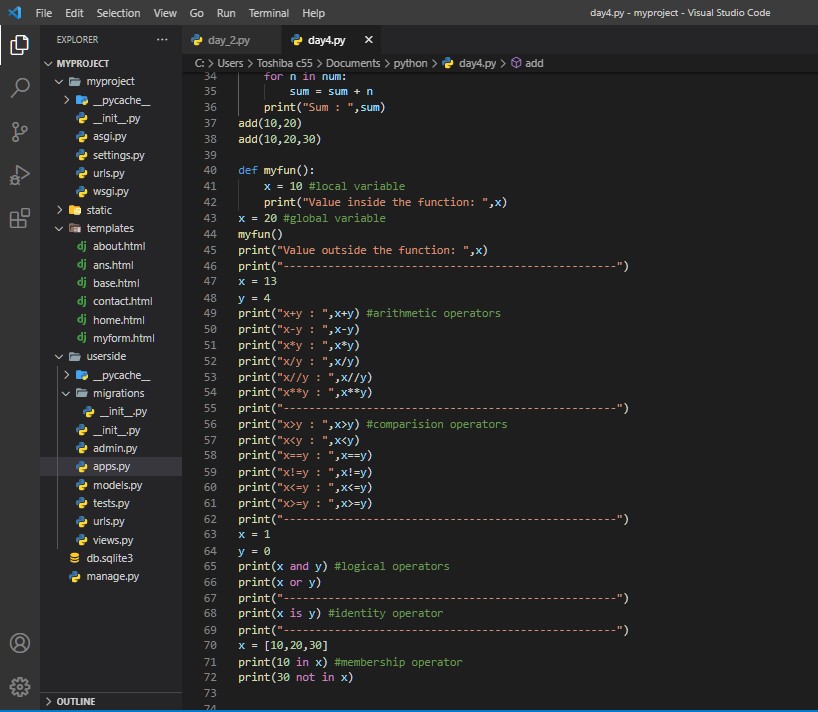 File Edit Selection View Go Run Terminal Help
day4.py - myproject - Visual Studio Code
EXPLORER ...
day_2.py
day4.py
C: > Users > Toshiba c55 > Documents > python > day4.py > add
MYPROJECT
myproject
__pycache__
__init__.py
asgi.py
settings.py
urls.py
wsgi.py
static
templates
about.html
ans.html
base.html
contact.html
home.html
myform.html
userside
__pycache__
migrations
__init__.py
__init__.py
admin.py
apps.py
models.py
tests.py
urls.py
views.py
db.sqlite3
manage.py
OUTLINE
34 for n in num:
35 sum = sum + n
36 print("Sum : ",sum)
37 add(10,20)
38 add(10,20,30)
39
40 def myfun():
41 x = 10 #local variable
42 print("Value inside the function: ",x)
43 x = 20 #global variable
44 myfun()
45 print("Value outside the function: ",x)
46 print("----------------------------------------------------")
47 x = 13
48 y = 4
49 print("x+y : ",x+y) #arithmetic operators
50 print("x-y : ",x-y)
51 print("x*y : ",x*y)
52 print("x/y : ",x/y)
53 print("x//y : ",x//y)
54 print("x**y : ",x**y)
55 print("----------------------------------------------------")
56 print("x>y : ",x>y) #comparision operators
57 print("x<y : ",x<y)
58 print("x==y : ",x==y)
59 print("x!=y : ",x!=y)
60 print("x<=y : ",x<=y)
61 print("x>=y : ",x>=y)
62 print("----------------------------------------------------")
63 x = 1
64 y = 0
65 print(x and y) #logical operators
66 print(x or y)
67 print("----------------------------------------------------")
68 print(x is y) #identity operator
69 print("----------------------------------------------------")
70 x = [10,20,30]
71 print(10 in x) #membership operator
72 print(30 not in x)
73
74